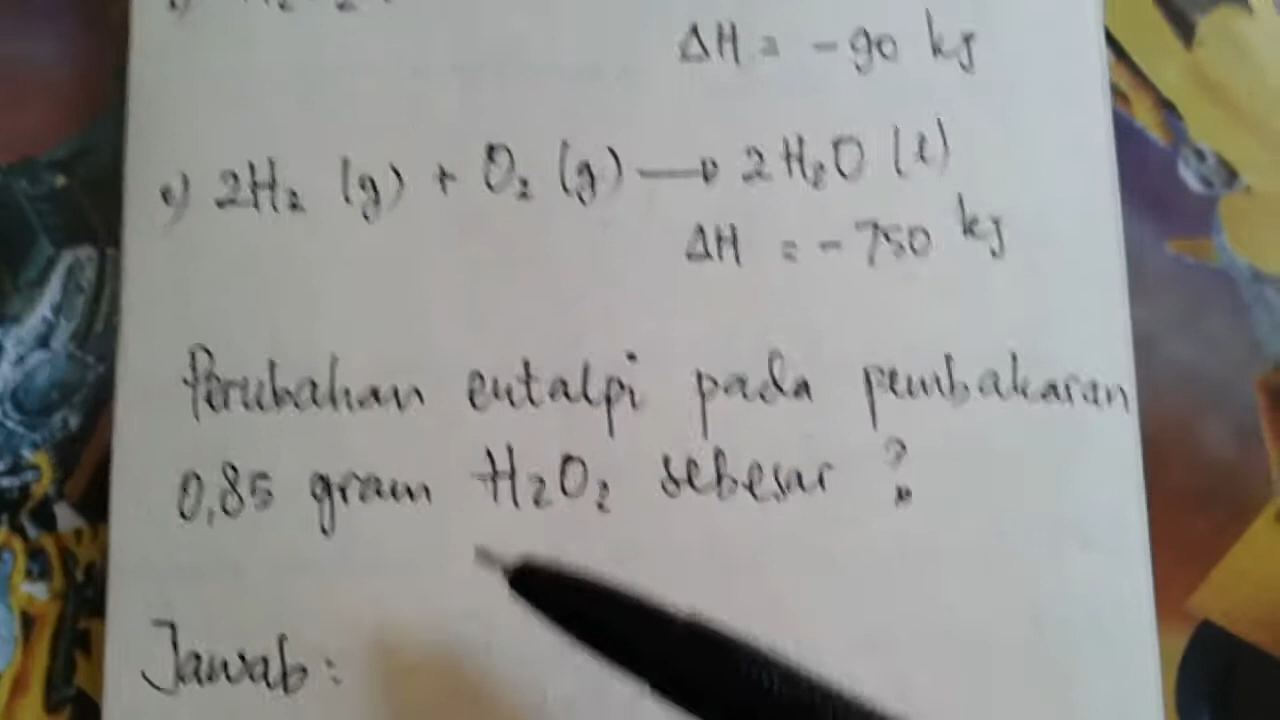 ΔH = -90 kJ
c) 2H₂ (g) + O₂ (g) → 2H₂O (l)
ΔH = -750 kJ
Perubahan entalpi pada pembakaran
0,85 gram H₂O₂ sebesar ?
Jawab: